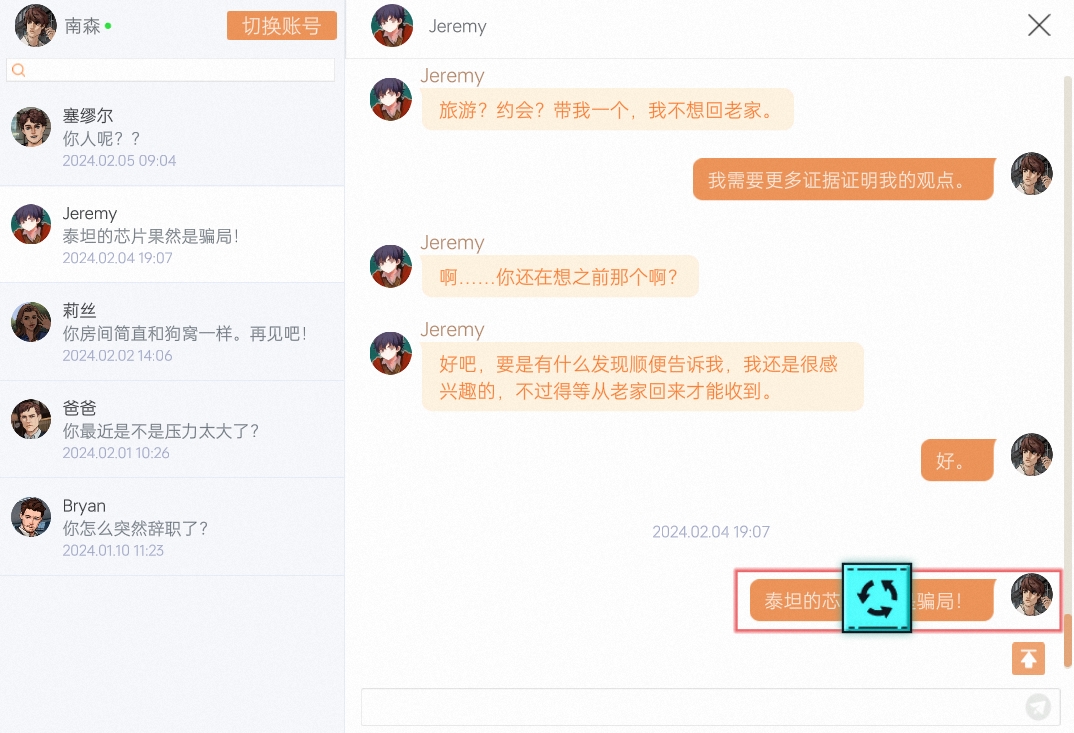 南森
切换账号
塞缪尔
你人呢？？
2024.02.05 09:04
Jeremy
泰坦的芯片果然是骗局！
2024.02.04 19:07
莉丝
你房间简直和狗窝一样。再见吧！
2024.02.02 14:06
爸爸
你最近是不是压力太大了？
2024.02.01 10:26
Bryan
你怎么突然辞职了？
2024.01.10 11:23
Jeremy
Jeremy
旅游？约会？带我一个，我不想回老家。
我需要更多证据证明我的观点。
Jeremy
啊……你还在想之前那个啊？
Jeremy
好吧，要是有什么发现顺便告诉我，我还是很感
兴趣的，不过得等从老家回来才能收到。
好。
2024.02.04 19:07
泰坦的芯 骗局！